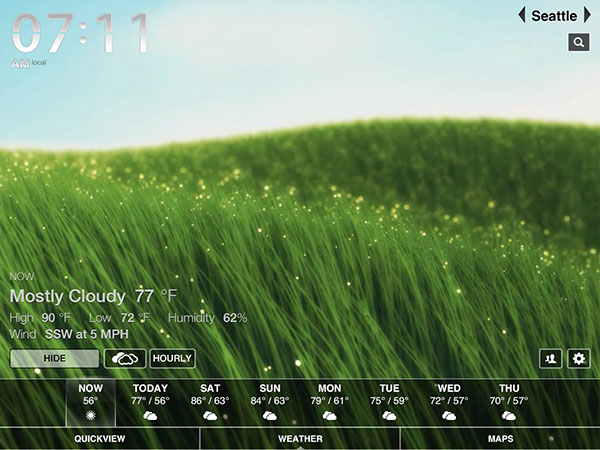 07:11
AM local
Seattle
NOW
Mostly Cloudy 77 °F
High 90 °F Low 72 °F Humidity 62%
Wind SSW at 5 MPH
HIDE HOURLY
NOW TODAY SAT SUN MON TUE WED THU
56° 77° / 56° 86° / 63° 84° / 63° 79° / 61° 75° / 59° 72° / 57° 70° / 57°
QUICKVIEW WEATHER MAPS